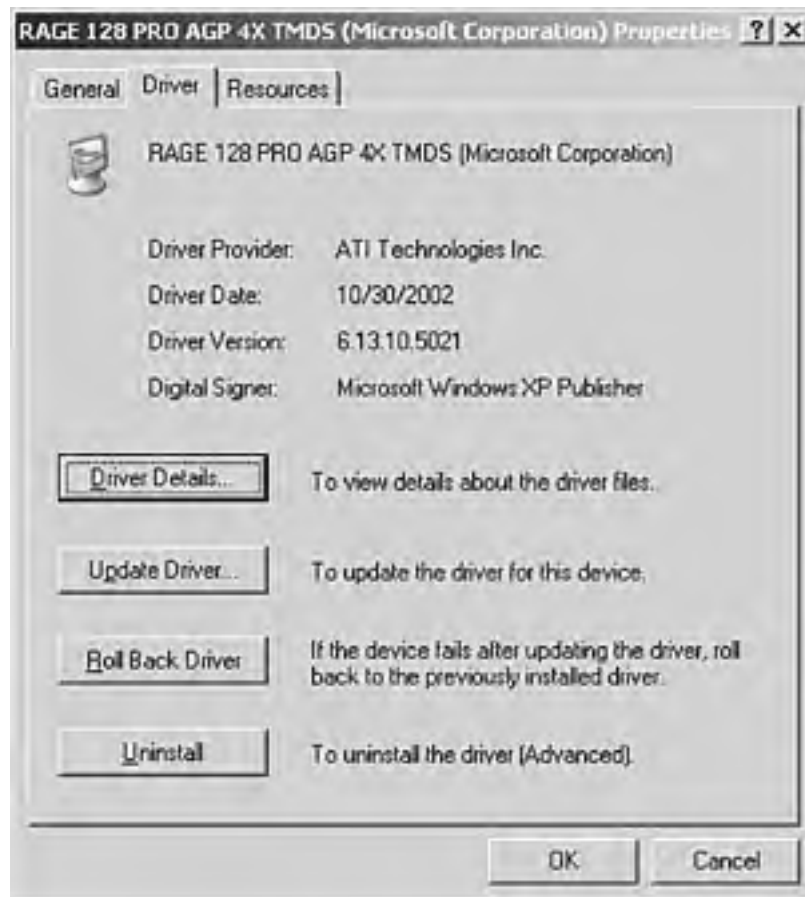 RAGE 128 PRO AGP 4X TMDS (Microsoft Corporation) Properties ? X
General Driver Resources
RAGE 128 PRO AGP 4X TMDS (Microsoft Corporation)
Driver Provider: ATI Technologies Inc.
Driver Date: 10/30/2002
Driver Version: 6.13.10.5021
Digital Signer: Microsoft Windows XP Publisher
Driver Details... To view details about the driver files.
Update Driver... To update the driver for this device.
Roll Back Driver If the device fails after updating the driver, roll
back to the previously installed driver.
Uninstall To uninstall the driver (Advanced).
OK Cancel